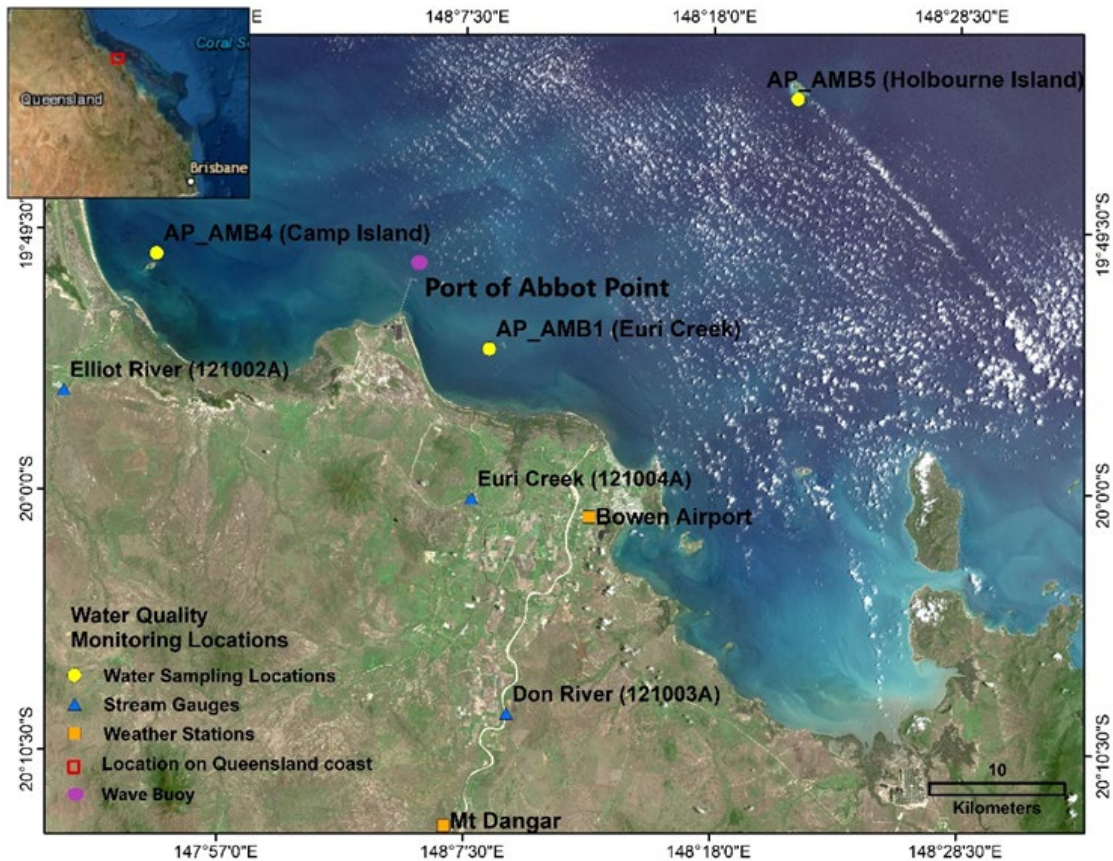 148°7'30"E
148°18'0"E
148°28'30"E
Coral S
Queensland
Brisbane
AP_AMB5 (Holbourne Island)
19°49'30"S
19°49'30"S
AP_AMB4 (Camp Island)
Port of Abbot Point
AP_AMB1 (Euri Creek)
Elliot River (121002A)
Euri Creek (121004A)
20°0'0"S
20°0'0"S
Bowen Airport
Water Quality
Monitoring Locations
Water Sampling Locations
Stream Gauges
Weather Stations
Location on Queensland coast
Wave Buoy
Don River (121003A)
20°10'30"S
20°10'30"S
10
Kilometers
Mt Dangar
147°57'0"E
148°7'30"E
148°18'0"E
148°28'30"E